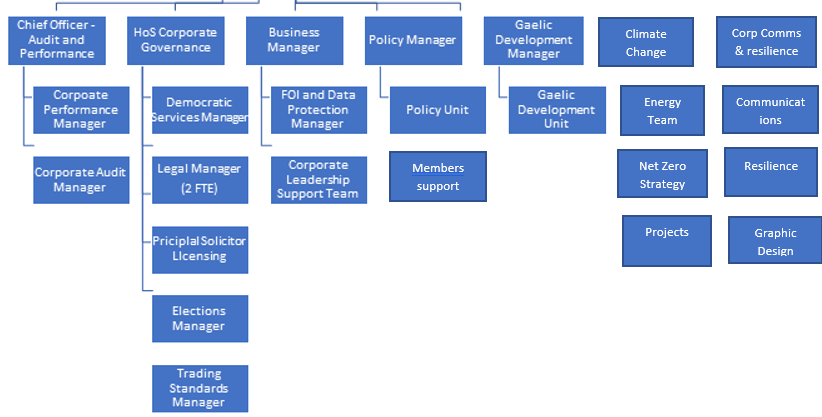 Chief Officer -
Audit and
Performance
HoS Corporate
Governance
Business
Manager
Policy Manager
Gaelic
Development
Manager
Climate
Change
Corp Comms
& resilience
Corpoate
Performance
Manager
Democratic
Services Manager
FOI and Data
Protection
Manager
Policy Unit
Gaelic
Development
Unit
Energy
Team
Communicat
ions
Corporate Audit
Manager
Legal Manager
(2 FTE)
Corporate
Leadership
Support Team
Members
support
Net Zero
Strategy
Resilience
Priciplal Solicitor
LIcensing
Projects
Graphic
Design
Elections
Manager
Trading
Standards
Manager